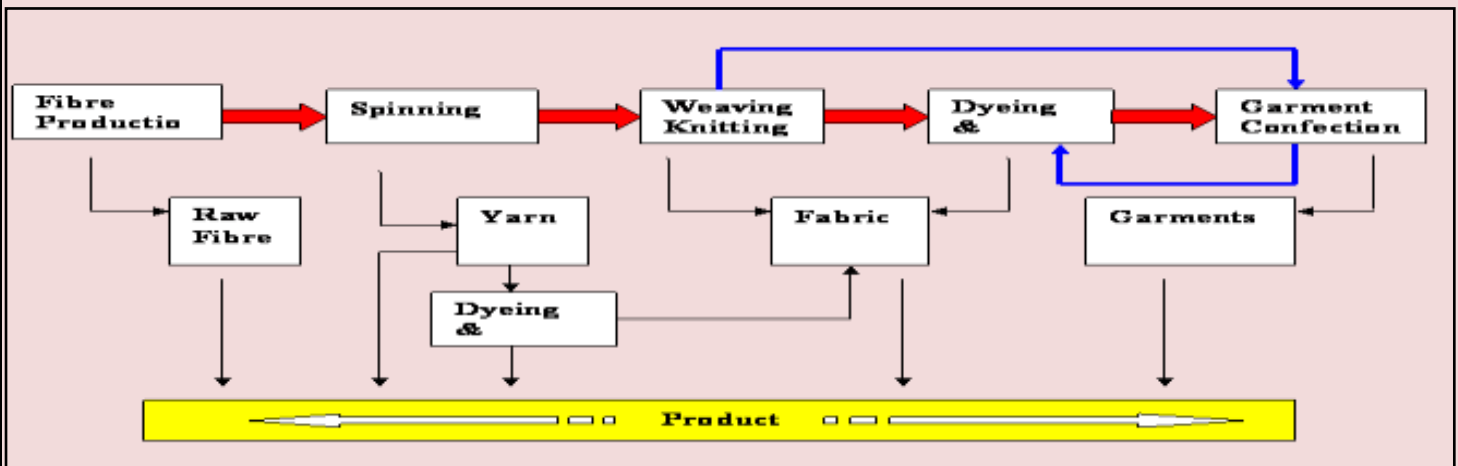 Fibre
Productio
Spinning
Weaving
Knitting
Dyeing
&
Garment
Confection
Raw
Fibre
Yarn
Fabric
Garments
Dyeing
&
Product